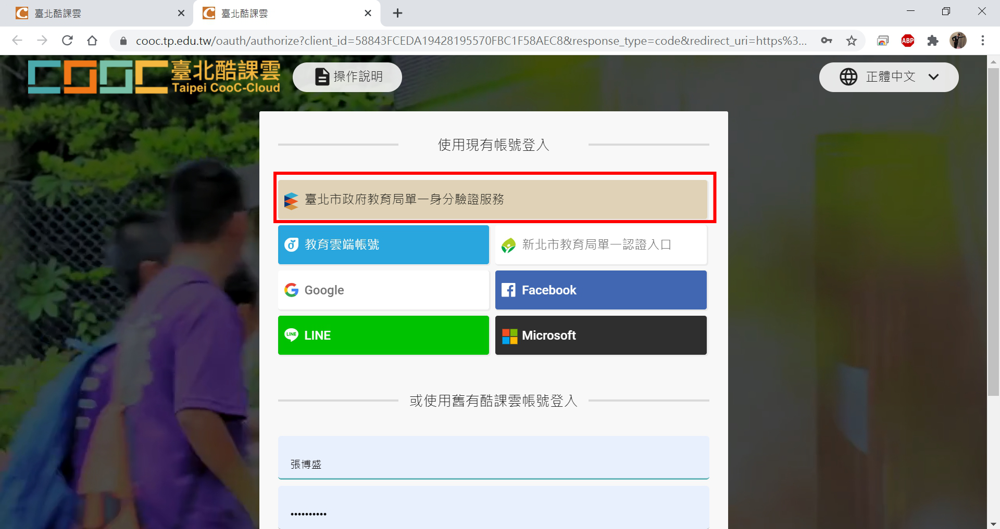 臺北酷課雲
臺北酷課雲
cooc.tp.edu.tw/oauth/authorize?client_id=58843FCEDA19428195570FBC1F58AEC8&response_type=code&redirect_uri=https%3...
ABP
COOC 臺北酷課雲
Taipei CooC-Cloud
操作說明
正體中文
使用現有帳號登入
臺北市政府教育局單一身分驗證服務
教育雲端帳號
新北市教育局單一認證入口
Google
Facebook
LINE
LINE
Microsoft
或使用舊有酷課雲帳號登入
張博盛
••••••••••